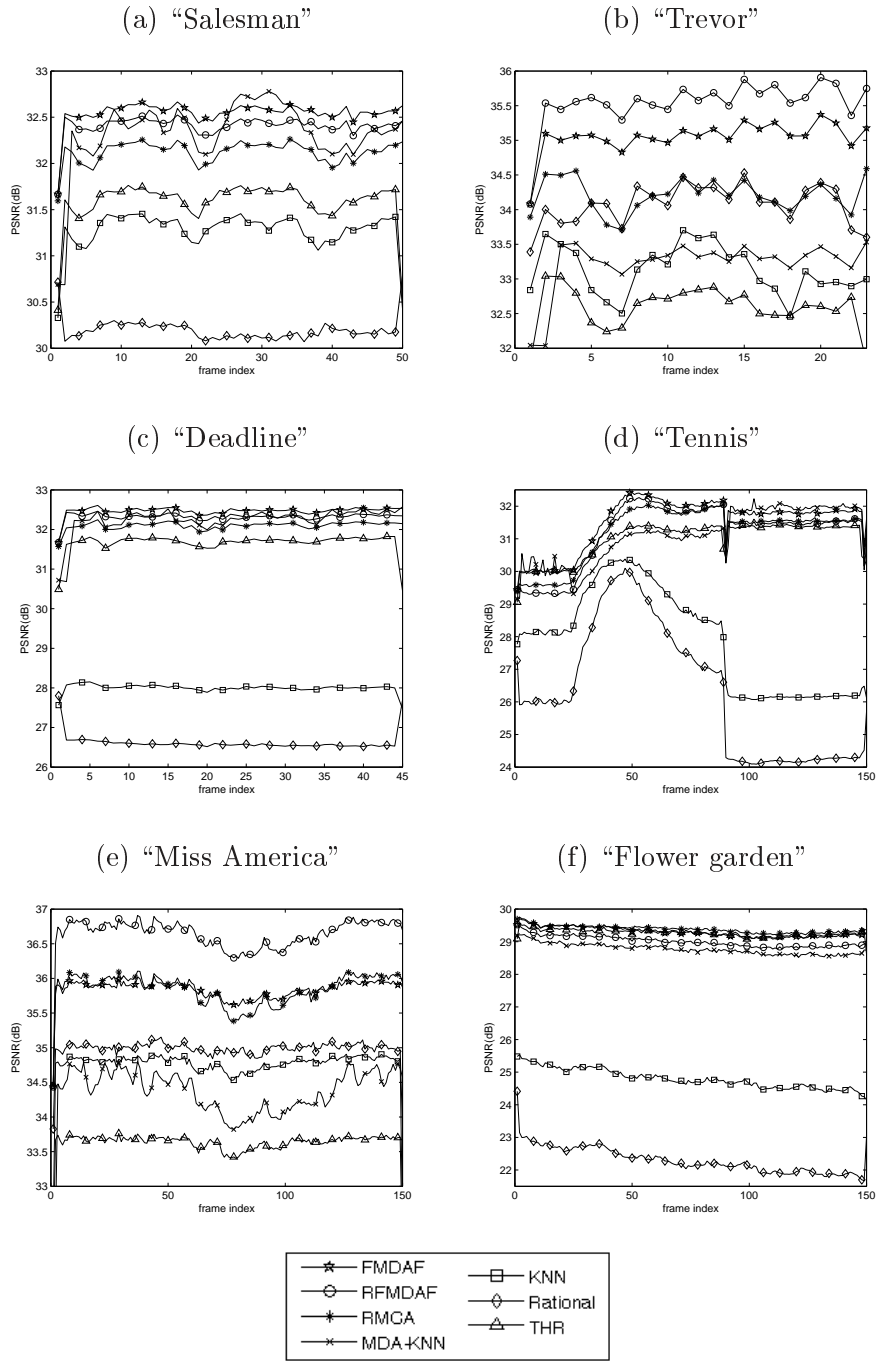 (a) “Salesman”
33
32.5
32
31.5
31
30.5
30
PSNR(dB)
0 10 20 30 40 50
frame index
(b) “Trevor”
36
35.5
35
34.5
34
33.5
33
32.5
32
PSNR(dB)
0 5 10 15 20
frame index
(c) “Deadline”
33
32
31
30
29
28
27
26
PSNR(dB)
0 5 10 15 20 25 30 35 40 45
frame index
(d) “Tennis”
32
31
30
29
28
27
26
25
24
PSNR(dB)
0 50 100 150
frame index
(e) “Miss America”
37
36.5
36
35.5
35
34.5
34
33.5
33
PSNR(dB)
0 50 100 150
frame index
(f) “Flower garden”
30
29
28
27
26
25
24
23
22
PSNR(dB)
0 50 100 150
frame index
FMDAF
RFMDAF
RMCA
MDA-KNN
KNN
Rational
THR